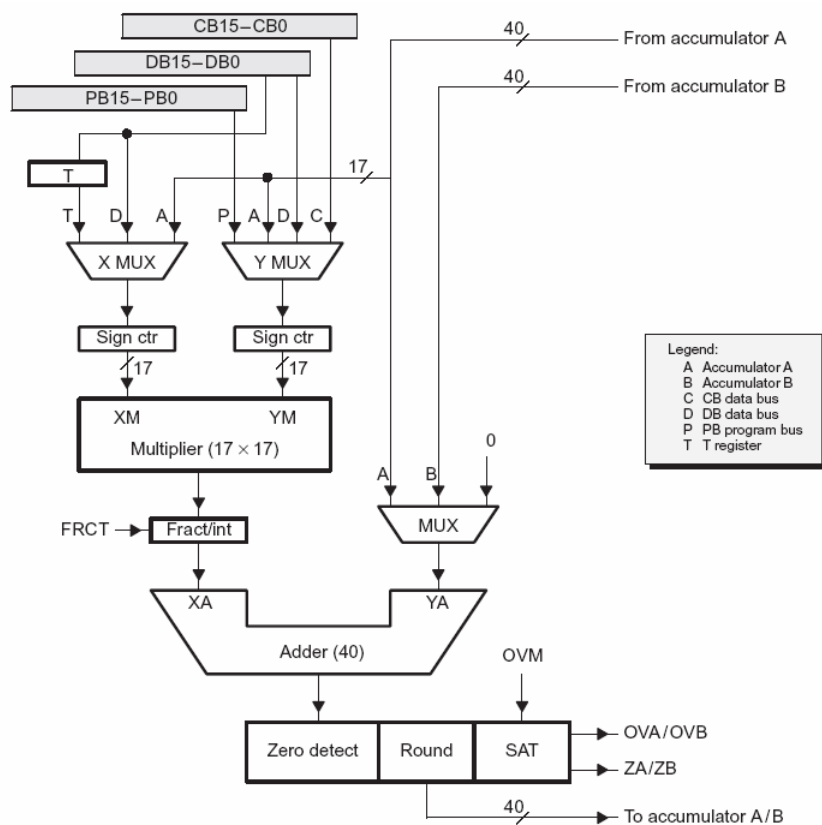 CB15–CB0
DB15–DB0
PB15–PB0
40
From accumulator A
40
From accumulator B
17
T
T D A P A D C
X MUX Y MUX
Sign ctr Sign ctr
17 17
XM YM
Multiplier (17 × 17)
Legend:
A Accumulator A
B Accumulator B
C CB data bus
D DB data bus
P PB program bus
T T register
A B 0
FRCT Fract/int MUX
XA YA
Adder (40)
OVM
Zero detect Round SAT
OVA/OVB
ZA/ZB
40
To accumulator A/B